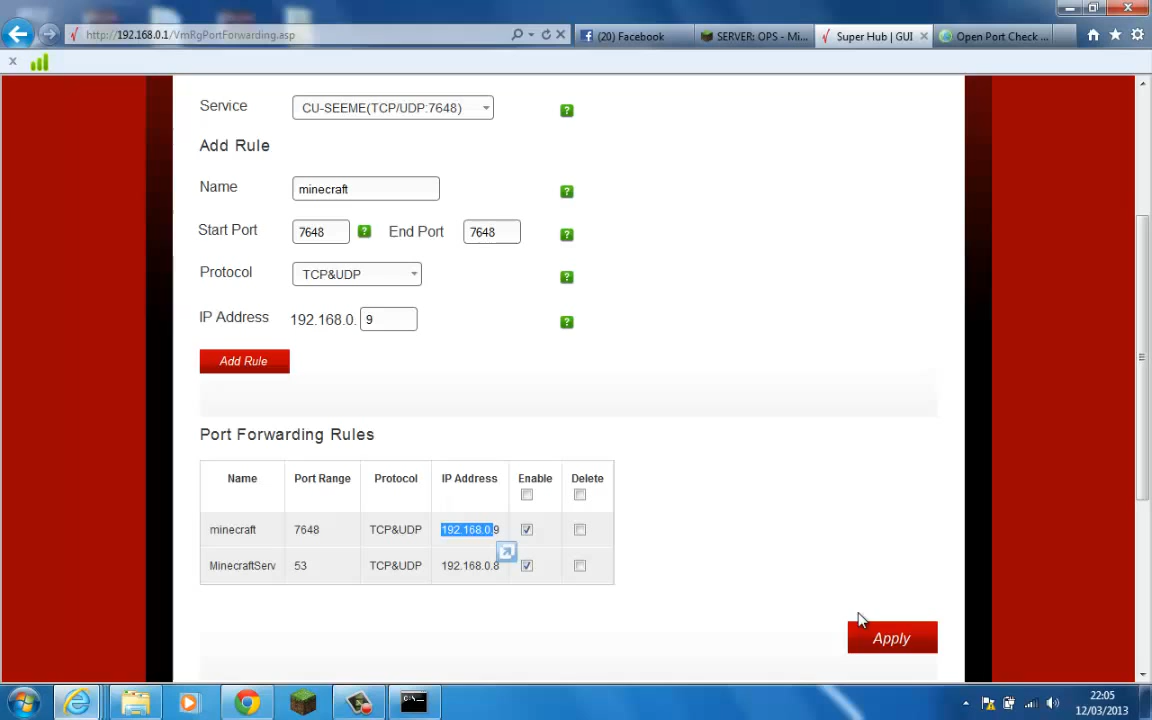 http://192.168.0.1/VmRgPortForwarding.asp
(20) Facebook
SERVER: OPS - Mi...
Super Hub | GUI
Open Port Check ...
Service
CU-SEEME(TCP/UDP:7648)
Add Rule
Name
minecraft
Start Port
7648
End Port
7648
Protocol
TCP&UDP
IP Address
192.168.0.
9
Add Rule
Port Forwarding Rules
Name Port Range Protocol IP Address Enable Delete
minecraft 7648 TCP&UDP 192.168.0.9
MinecraftServ 53 TCP&UDP 192.168.0.8
Apply
22:05
12/03/2013